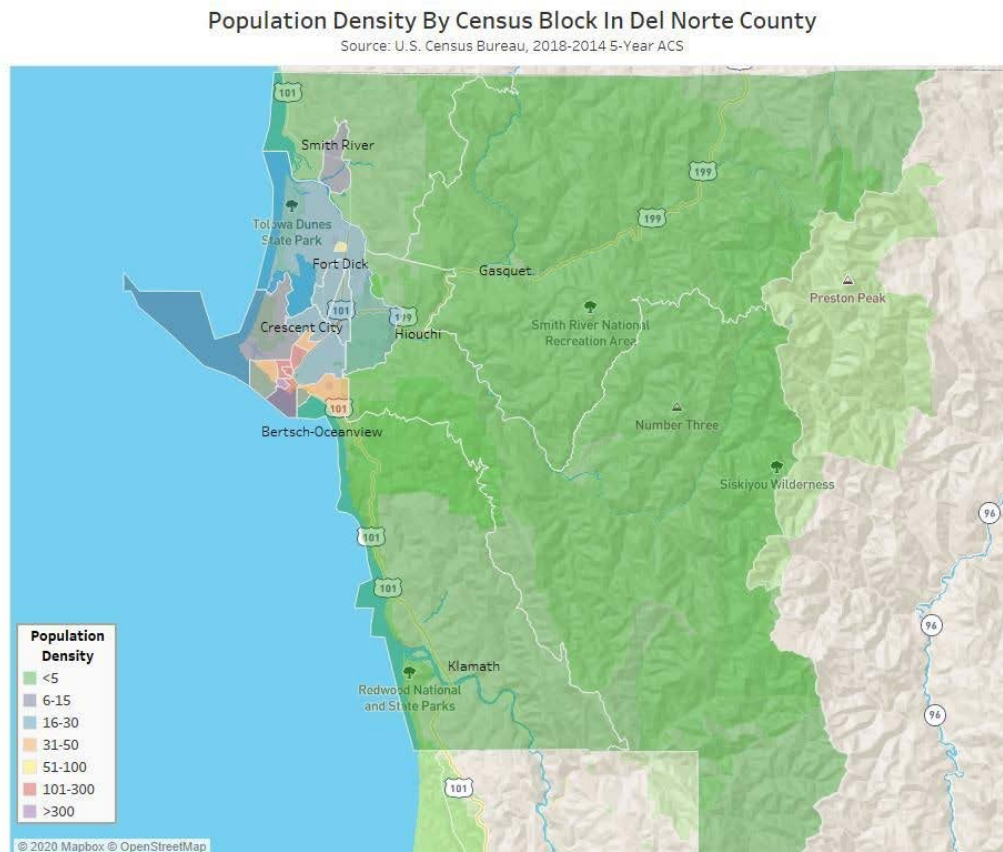 Population Density By Census Block In Del Norte County
Source: U.S. Census Bureau, 2018-2014 5-Year ACS
101
Smith River
199
199
Tolowa Dunes
State Park
Fort Dick
Gasquet
Preston Peak
101
199
Crescent City
Hiouchi
Smith River National
Recreation Area
101
Number Three
Bertsch-Oceanview
Siskiyou Wilderness
96
101
101
96
Klamath
Redwood National
and State Parks
96
101
Population
Density
<5
6-15
16-30
31-50
51-100
101-300
>300
© 2020 Mapbox © OpenStreetMap